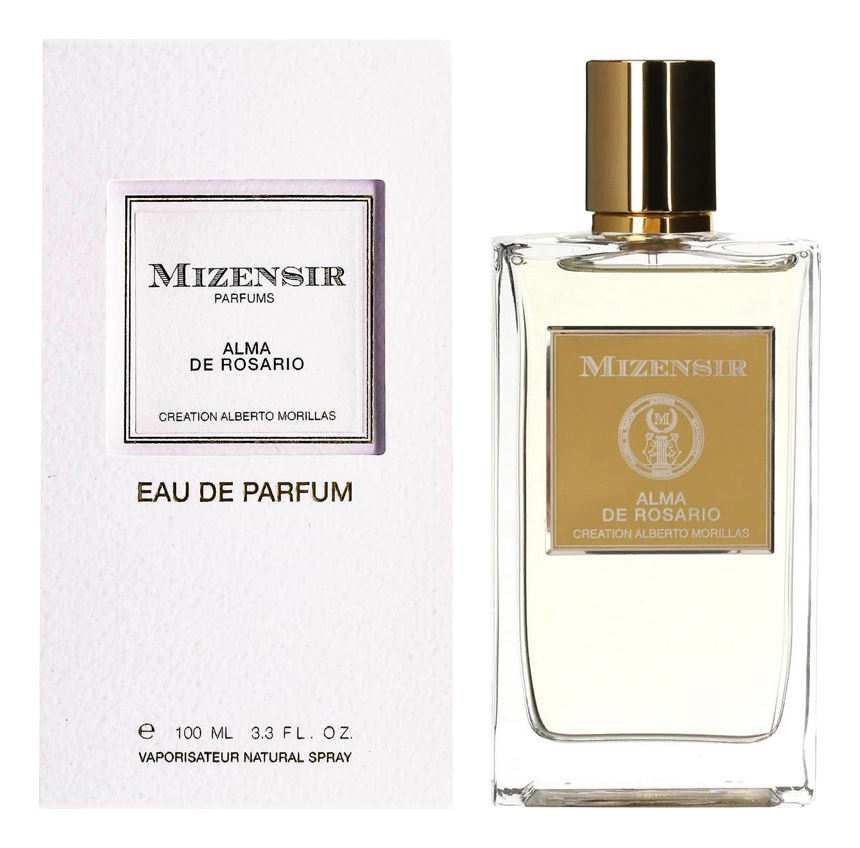 MIZENSIR
PARFUMS
ALMA
DE ROSARIO
CREATION ALBERTO MORILLAS
EAU DE PARFUM
℮ 100 ML 3.3 FL. OZ.
VAPORISATEUR NATURAL SPRAY
MIZENSIR
M
ALMA
DE ROSARIO
CREATION ALBERTO MORILLAS